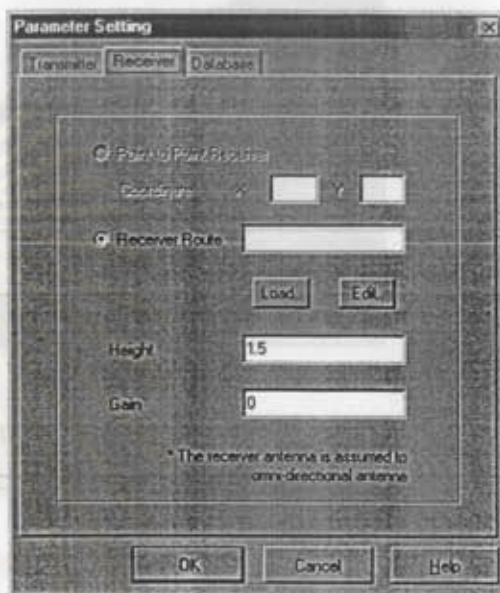 Parameter Setting
Transmitter Receiver Database
Point to Point Receiver
Coordinate X Y
Receiver Route
Load.. Edit..
Height 1.5
Gain 0
* The receiver antenna is assumed to
omni-directional antenna
OK Cancel Help